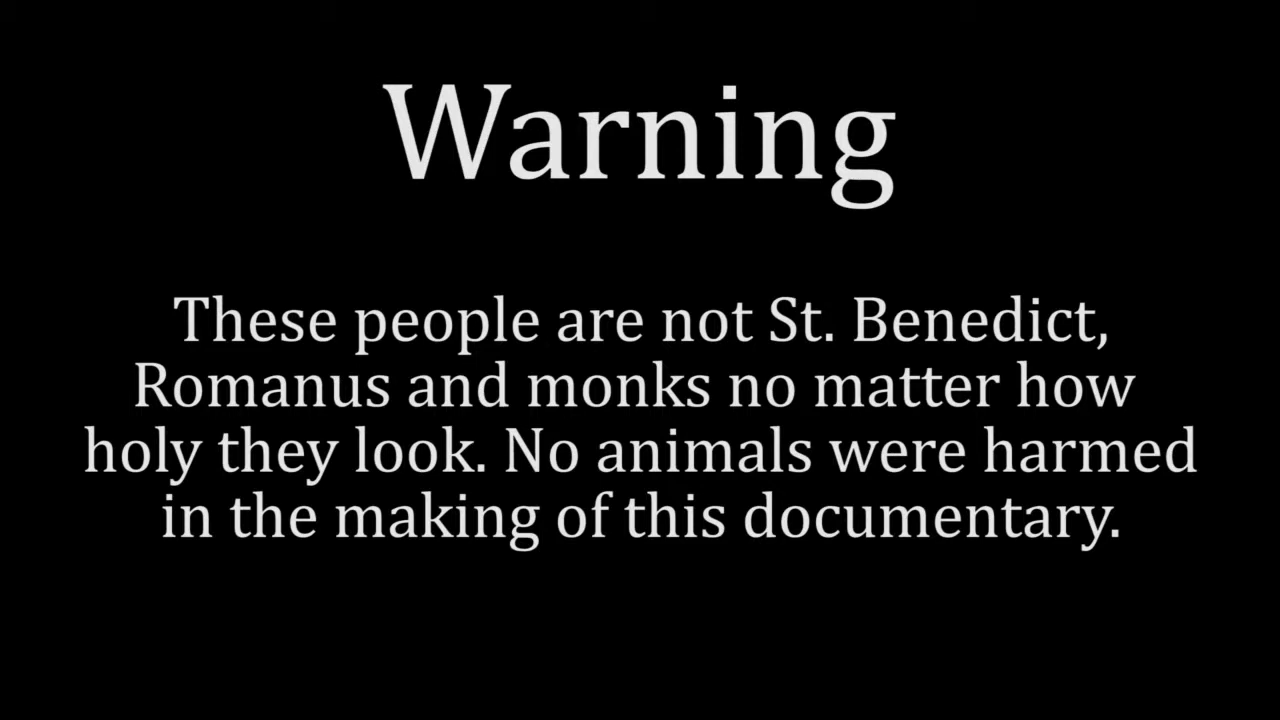 Warning
These people are not St. Benedict,
Romanus and monks no matter how
holy they look. No animals were harmed
in the making of this documentary.